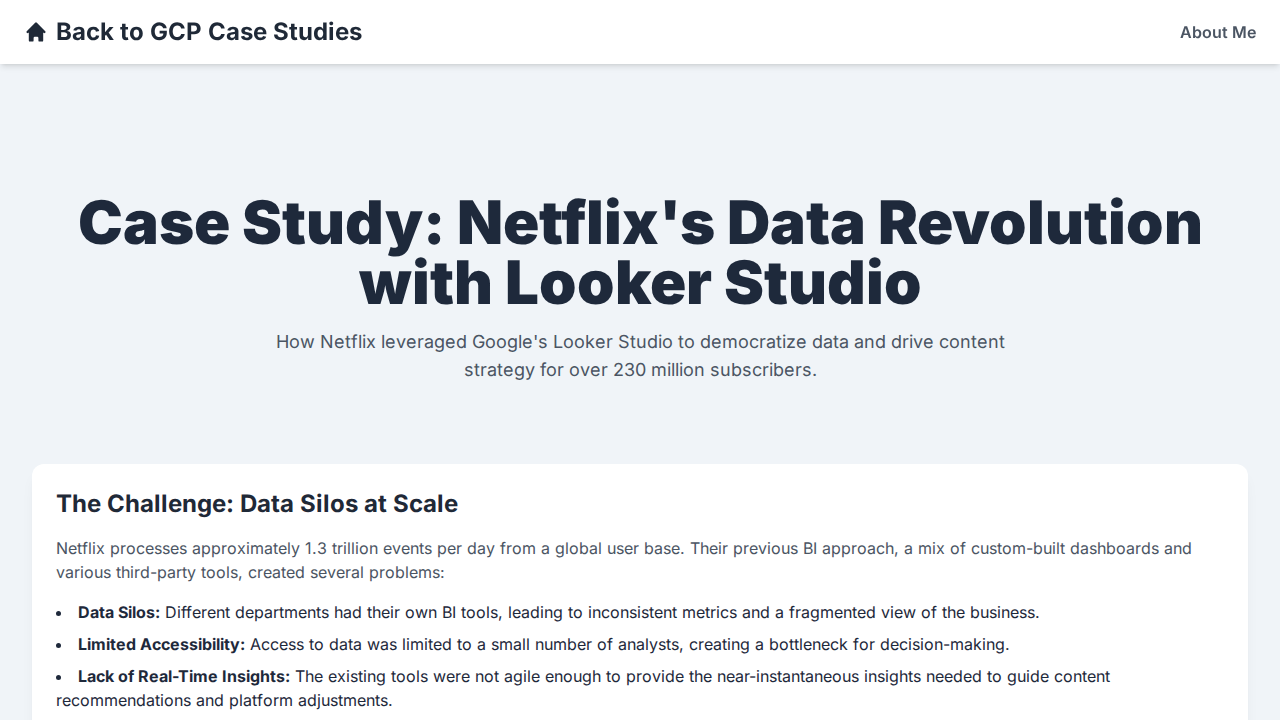 Back to GCP Case Studies
About Me
Case Study: Netflix's Data Revolution
with Looker Studio
How Netflix leveraged Google's Looker Studio to democratize data and drive content
strategy for over 230 million subscribers.
The Challenge: Data Silos at Scale
Netflix processes approximately 1.3 trillion events per day from a global user base. Their previous BI approach, a mix of custom-built dashboards and
various third-party tools, created several problems:
• Data Silos: Different departments had their own BI tools, leading to inconsistent metrics and a fragmented view of the business.
• Limited Accessibility: Access to data was limited to a small number of analysts, creating a bottleneck for decision-making.
• Lack of Real-Time Insights: The existing tools were not agile enough to provide the near-instantaneous insights needed to guide content
recommendations and platform adjustments.